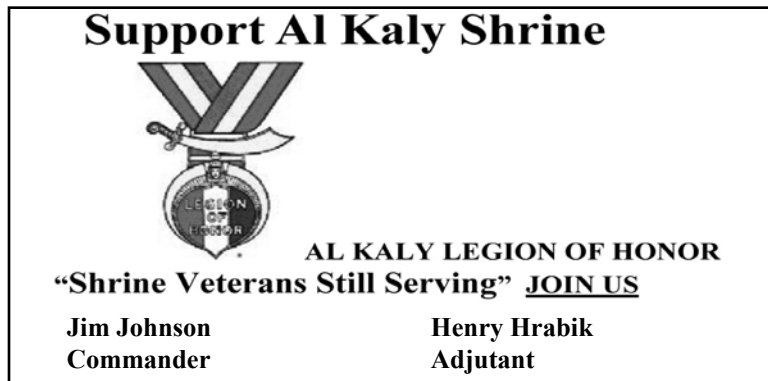 Support Al Kaly Shrine
LEGION
OF
HONOR
AL KALY LEGION OF HONOR
“Shrine Veterans Still Serving” JOIN US
Jim Johnson Henry Hrabik
Commander Adjutant